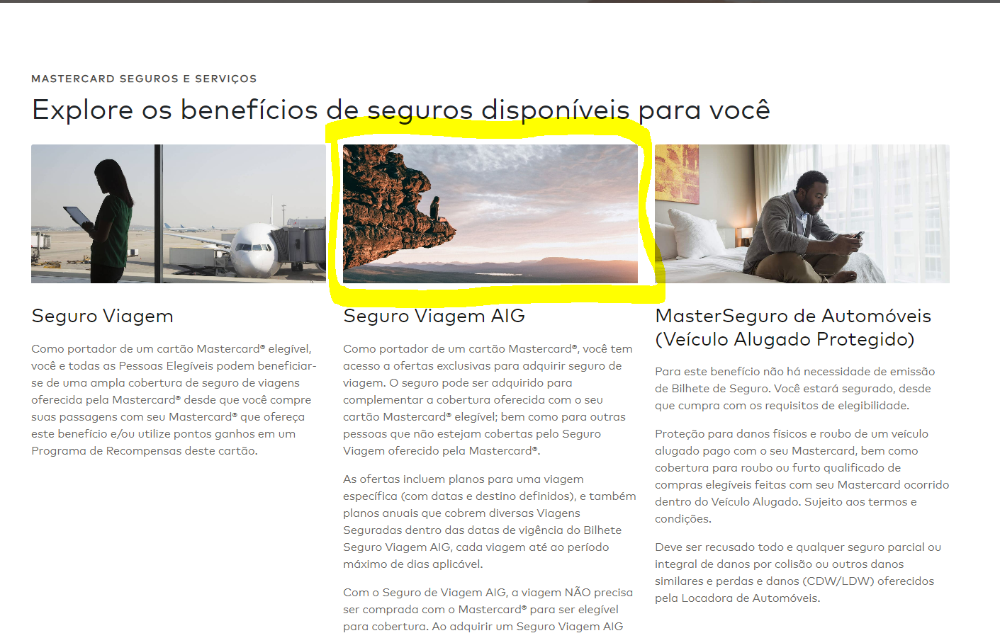 MASTERCARD SEGUROS E SERVIÇOS
Explore os benefícios de seguros disponíveis para você
Seguro Viagem
Como portador de um cartão Mastercard® elegível,
você e todas as Pessoas Elegíveis podem beneficiar-
se de uma ampla cobertura de seguro de viagens
oferecida pela Mastercard® desde que você compre
suas passagens com seu Mastercard® que ofereça
este benefício e/ou utilize pontos ganhos em um
Programa de Recompensas deste cartão.
Seguro Viagem AIG
Como portador de um cartão Mastercard®, você tem
acesso a ofertas exclusivas para adquirir seguro de
viagem. O seguro pode ser adquirido para
complementar a cobertura oferecida com o seu
cartão Mastercard® elegível; bem como para outras
pessoas que não estejam cobertas pelo Seguro
Viagem oferecido pela Mastercard®.
As ofertas incluem planos para uma viagem
específica (com datas e destino definidos), e também
planos anuais que cobrem diversas Viagens
Seguradas dentro das datas de vigência do Bilhete
Seguro Viagem AIG, cada viagem até ao período
máximo de dias aplicável.
Com o Seguro de Viagem AIG, a viagem NÃO precisa
ser comprada com o Mastercard® para ser elegível
para cobertura. Ao adquirir um Seguro Viagem AIG
MasterSeguro de Automóveis
(Veículo Alugado Protegido)
Para este benefício não há necessidade de emissão
de Bilhete de Seguro. Você estará segurado, desde
que cumpra com os requisitos de elegibilidade.
Proteção para danos físicos e roubo de um veículo
alugado pago com o seu Mastercard, bem como
cobertura para roubo ou furto qualificado de
compras elegíveis feitas com seu Mastercard ocorrido
dentro do Veículo Alugado. Sujeito aos termos e
condições.
Deve ser recusado todo e qualquer seguro parcial ou
integral de danos por colisão ou outros danos
similares e perdas e danos (CDW/LDW) oferecidos
pela Locadora de Automóveis.